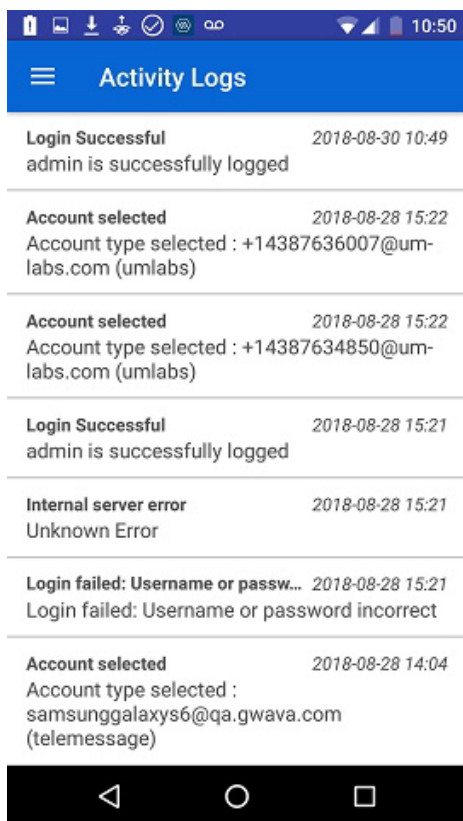 10:50
Activity Logs
Login Successful 2018-08-30 10:49
admin is successfully logged
Account selected 2018-08-28 15:22
Account type selected : +14387636007@um-
labs.com (umlabs)
Account selected 2018-08-28 15:22
Account type selected : +14387634850@um-
labs.com (umlabs)
Login Successful 2018-08-28 15:21
admin is successfully logged
Internal server error 2018-08-28 15:21
Unknown Error
Login failed: Username or passw... 2018-08-28 15:21
Login failed: Username or password incorrect
Account selected 2018-08-28 14:04
Account type selected :
samsunggalaxys6@qa.gwava.com
(telemessage)